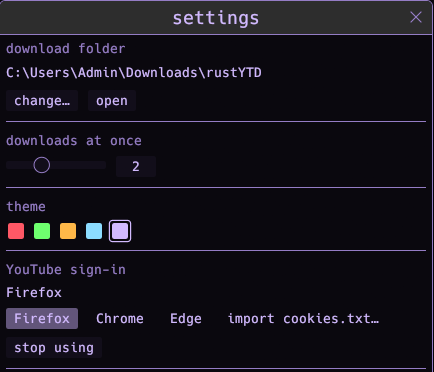 settings
download folder
C:\Users\Admin\Downloads\rustYTD
change… open
downloads at once
2
theme
YouTube sign-in
Firefox
Firefox Chrome Edge import cookies.txt…
stop using